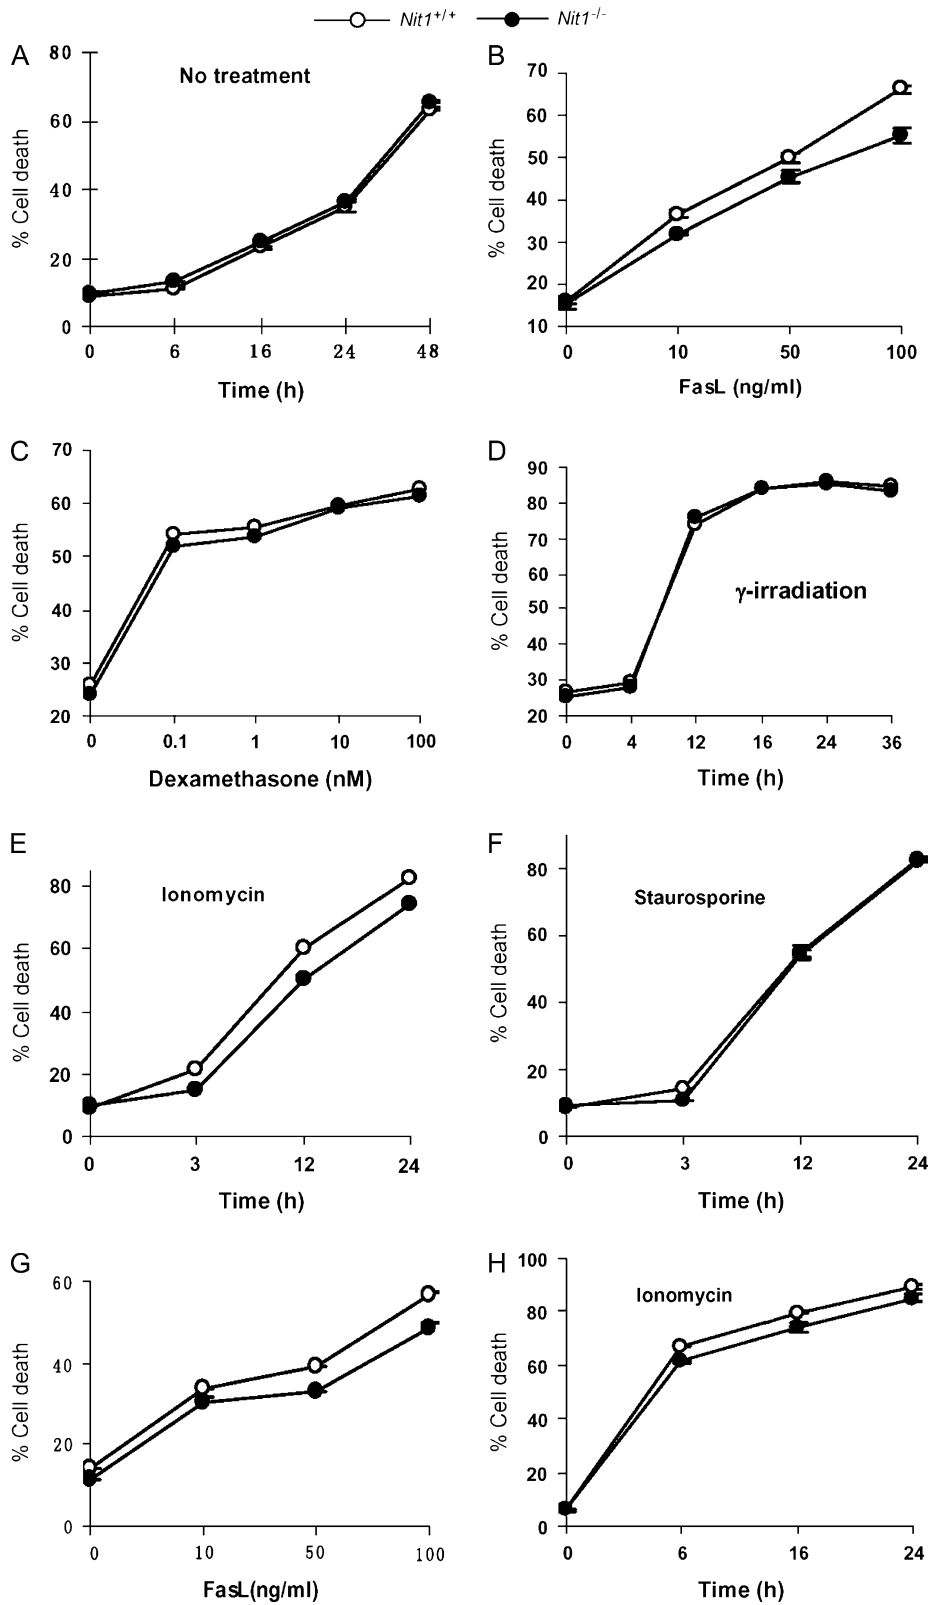 Nit1+/+ Nit1-/-
A
80
60
40
20
0
% Cell death
No treatment
0 6 16 24 48
Time (h)
B
70
60
50
40
30
20
10
% Cell death
0 10 50 100
FasL (ng/ml)
C
70
60
50
40
30
20
% Cell death
0 0.1 1 10 100
Dexamethasone (nM)
D
90
80
70
60
50
40
30
20
% Cell death
γ-irradiation
0 4 12 16 24 36
Time (h)
E
80
60
40
20
0
% Cell death
Ionomycin
0 3 12 24
Time (h)
F
80
60
40
20
0
% Cell death
Staurosporine
0 3 12 24
Time (h)
G
60
40
20
0
% Cell death
0 10 50 100
FasL(ng/ml)
H
100
80
60
40
20
0
% Cell death
Ionomycin
0 6 16 24
Time (h)